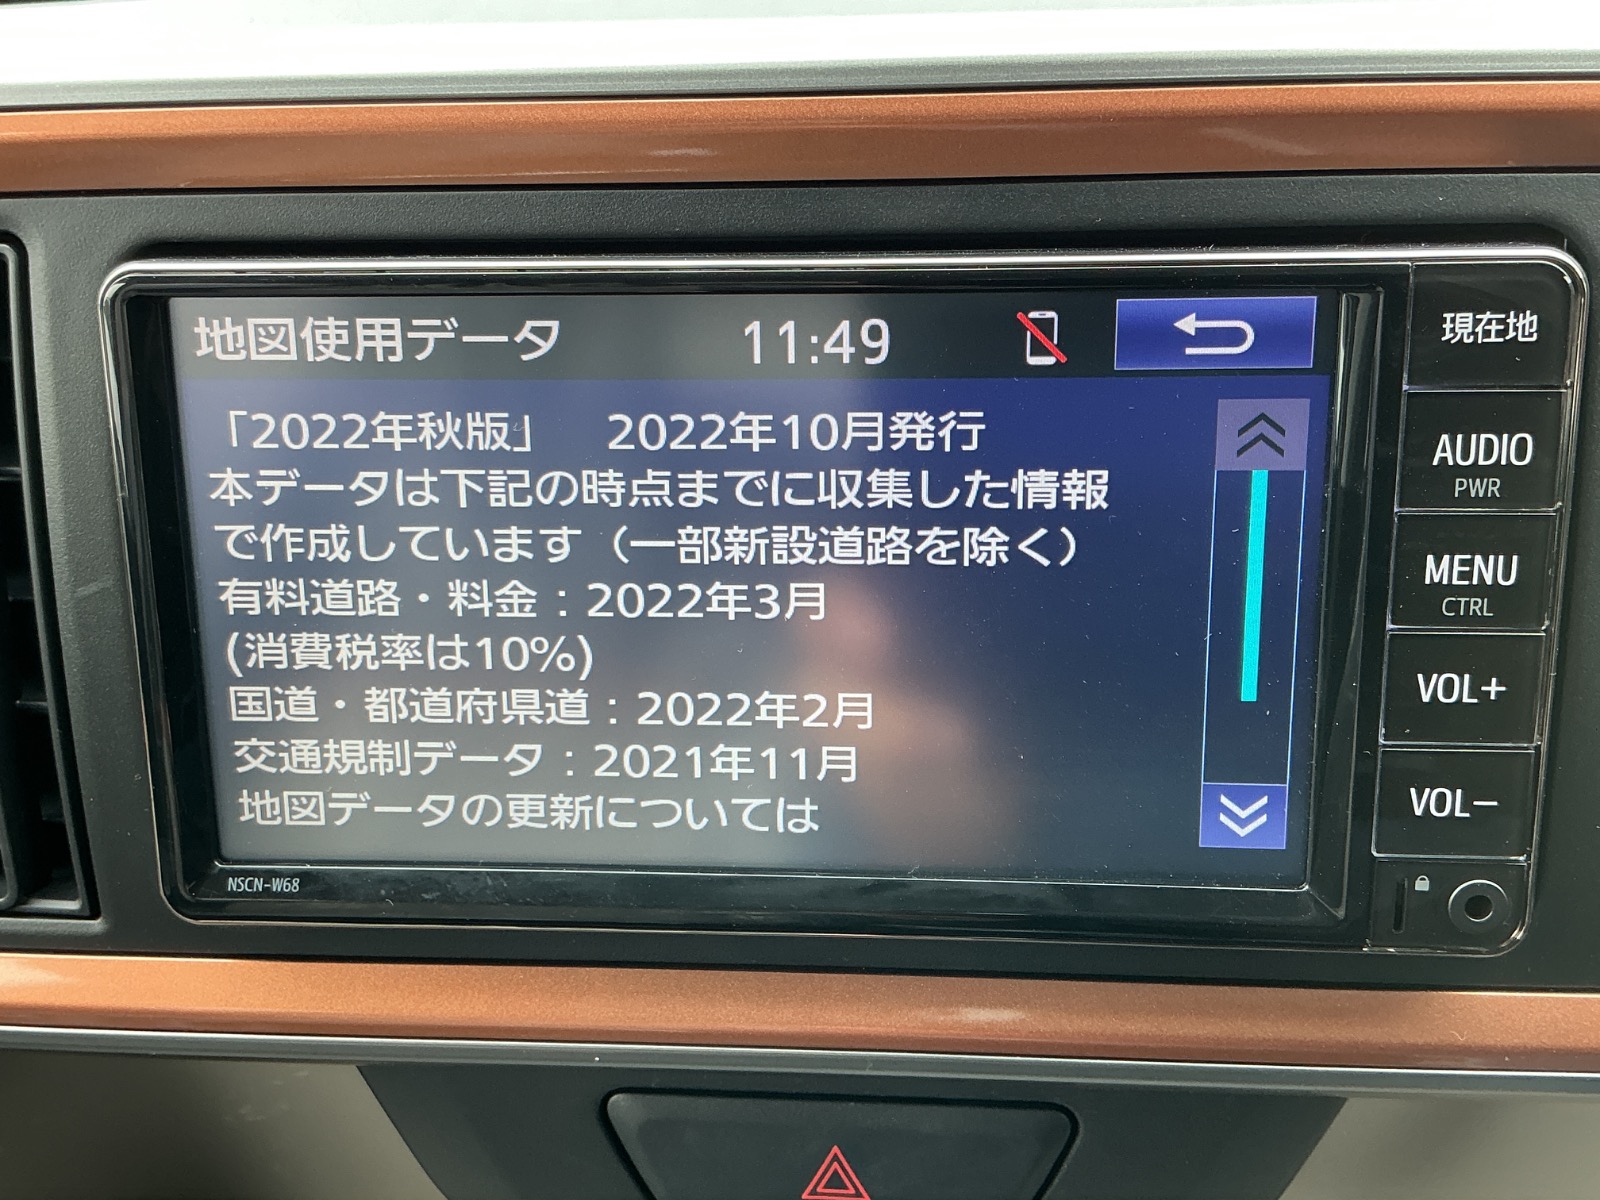 地図使用データ 11:49
「2022年秋版」 2022年10月発行
本データは下記の時点までに収集した情報
で作成しています（一部新設道路を除く）
有料道路・料金：2022年3月
(消費税率は10%)
国道・都道府県道：2022年2月
交通規制データ：2021年11月
地図データの更新については
NSCN-W68
現在地
AUDIO
PWR
MENU
CTRL
VOL+
VOL−